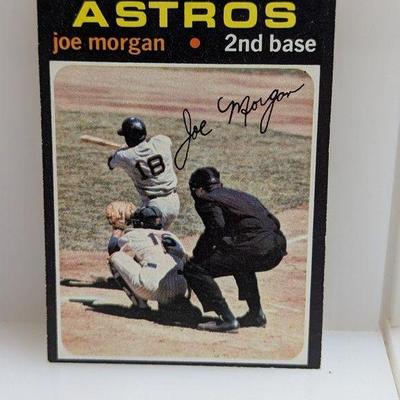 ASTROS
joe morgan • 2nd base
Joe Morgan
18